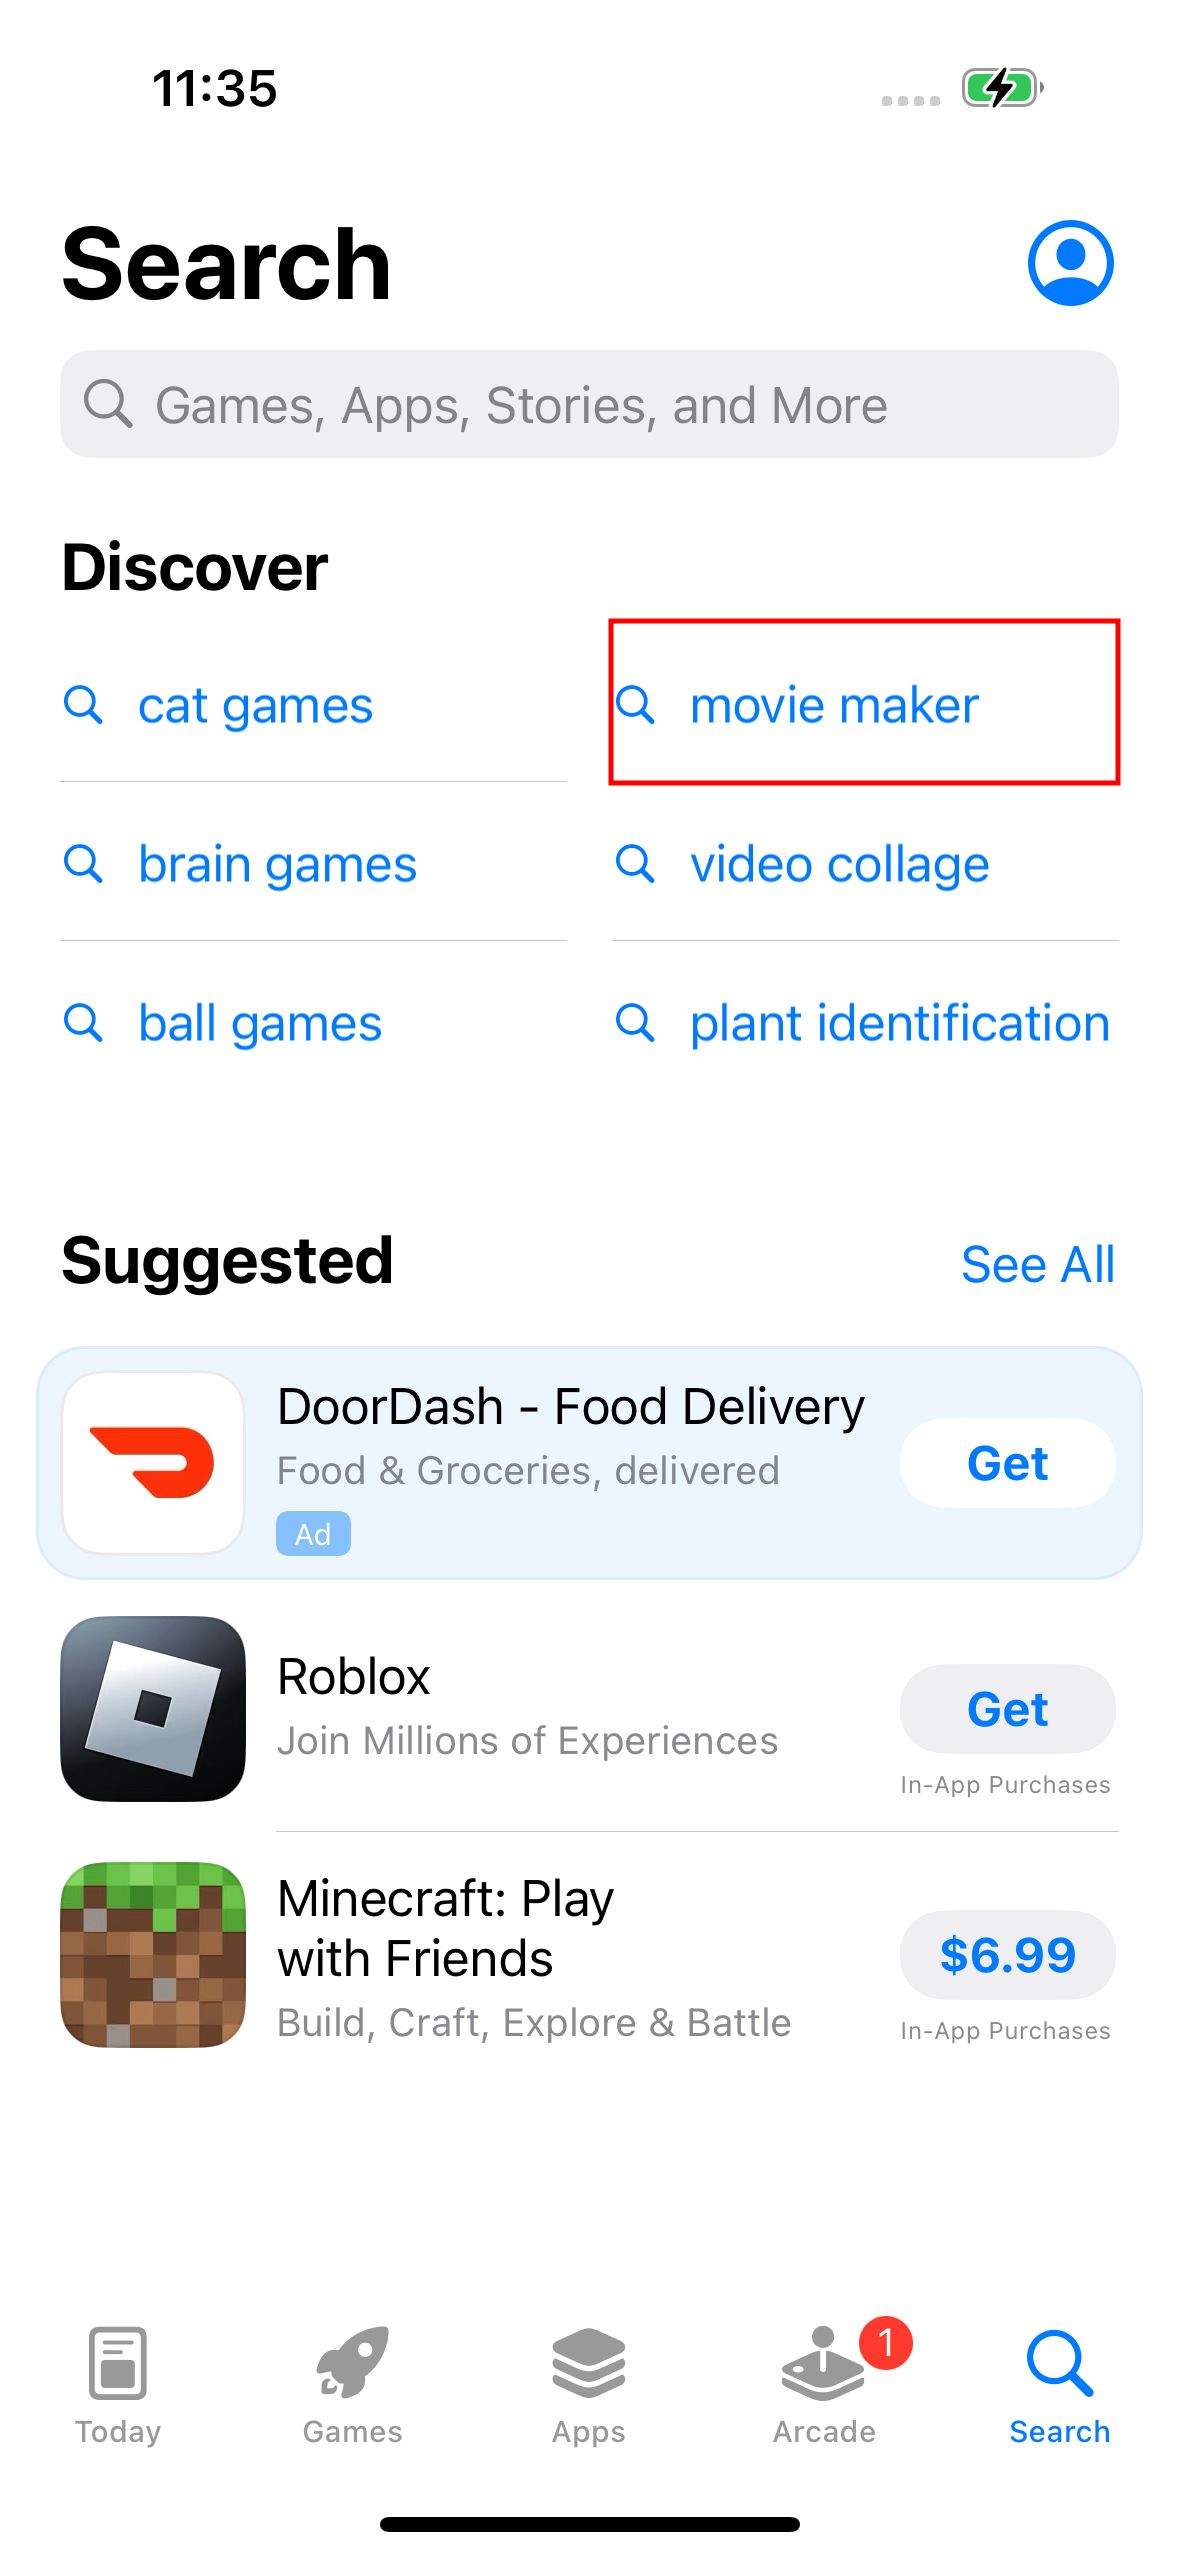 11:35
Search
Games, Apps, Stories, and More
Discover
cat games
movie maker
brain games
video collage
ball games
plant identification
Suggested
See All
DoorDash - Food Delivery
Food & Groceries, delivered
Ad
Get
Roblox
Join Millions of Experiences
Get
In-App Purchases
Minecraft: Play
with Friends
Build, Craft, Explore & Battle
$6.99
In-App Purchases
1
Today
Games
Apps
Arcade
Search